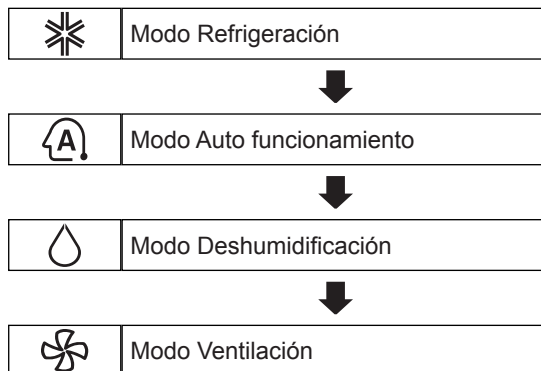 Modo Refrigeración
A
Modo Auto funcionamiento
Modo Deshumidificación
Modo Ventilación